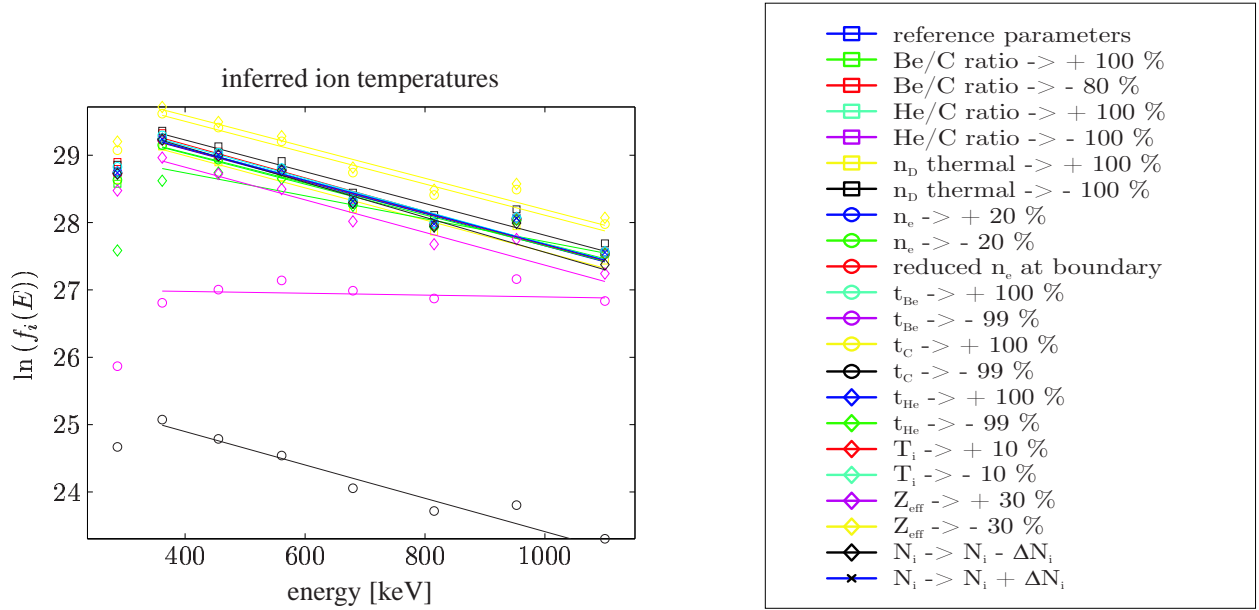 inferred ion temperatures
ln (f_i(E))
29
28
27
26
25
24
400 600 800 1000
energy [keV]
reference parameters
Be/C ratio -> + 100 %
Be/C ratio -> - 80 %
He/C ratio -> + 100 %
He/C ratio -> - 100 %
n_D thermal -> + 100 %
n_D thermal -> - 100 %
n_e -> + 20 %
n_e -> - 20 %
reduced n_e at boundary
t_Be -> + 100 %
t_Be -> - 99 %
t_C -> + 100 %
t_C -> - 99 %
t_He -> + 100 %
t_He -> - 99 %
T_i -> + 10 %
T_i -> - 10 %
Z_eff -> + 30 %
Z_eff -> - 30 %
N_i -> N_i - ΔN_i
N_i -> N_i + ΔN_i